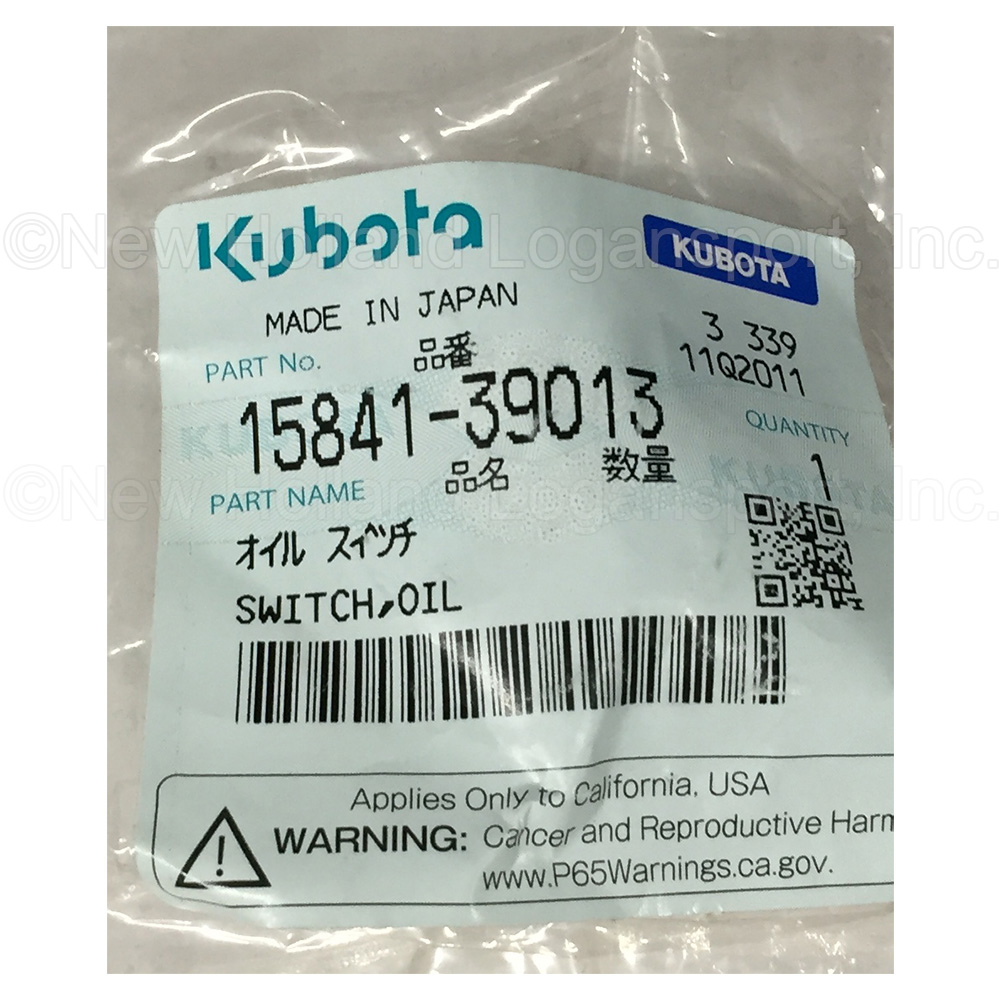 Kubota
KUBOTA
MADE IN JAPAN
3 339
PART No.
品番
11Q2011
15841-39013
QUANTITY
品名
数量
1
PART NAME
オイル スイツチ
SWITCH,OIL
Applies Only to California, USA
WARNING: Cancer and Reproductive Harm
www.P65Warnings.ca.gov.
©New Holland Logansport, Inc.
©New Holland Logansport, Inc.